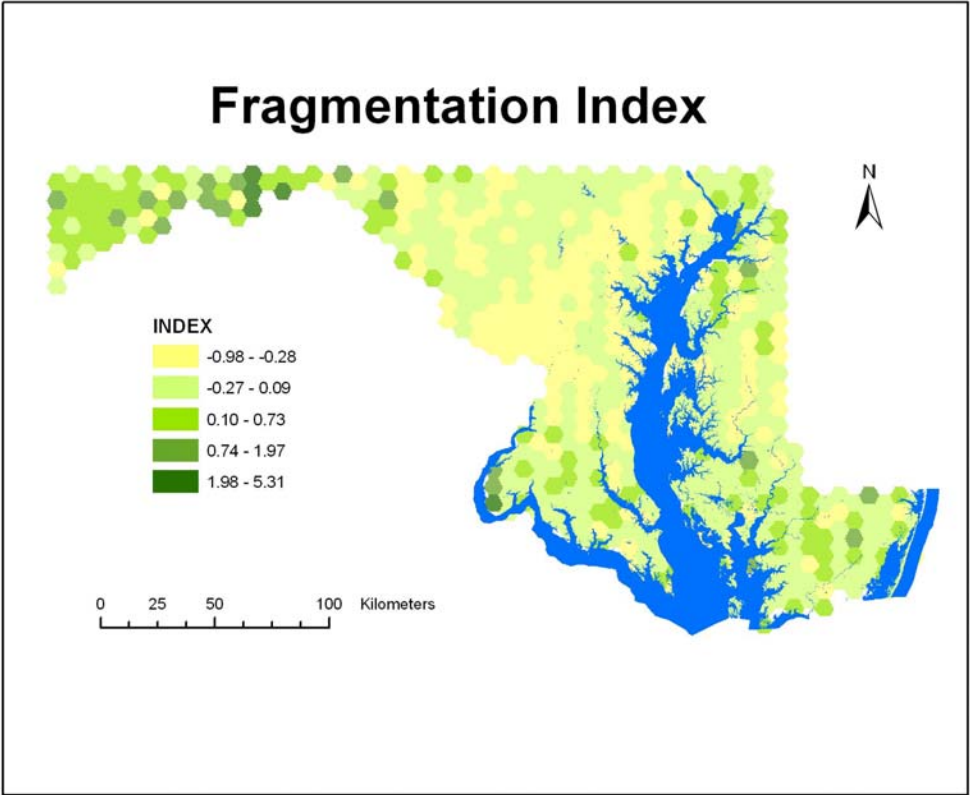 Fragmentation Index
N
INDEX
-0.98 - -0.28
-0.27 - 0.09
0.10 - 0.73
0.74 - 1.97
1.98 - 5.31
0 25 50 100 Kilometers